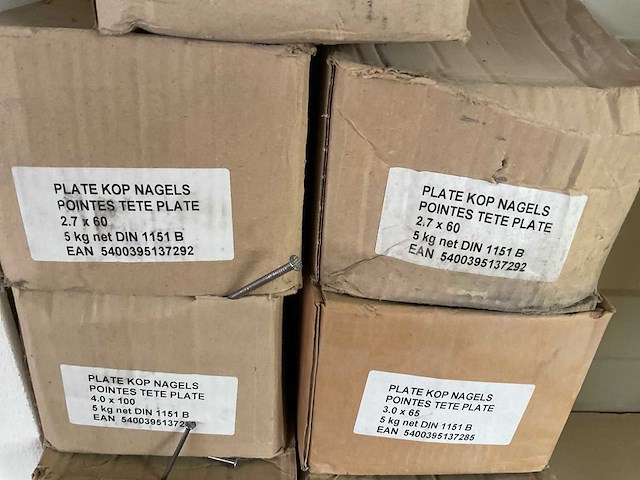 PLATE KOP NAGELS
POINTES TETE PLATE
2.7 x 60
5 kg net DIN 1151 B
EAN 5400395137292
PLATE KOP NAGELS
POINTES TETE PLATE
2.7 x 60
5 kg net DIN 1151 B
EAN 5400395137292
PLATE KOP NAGELS
POINTES TETE PLATE
4.0 x 100
5 kg net DIN 1151 B
EAN
PLATE KOP NAGELS
POINTES TETE PLATE
3.0 x 65
5 kg net DIN 1151 B
EAN 5400395137285